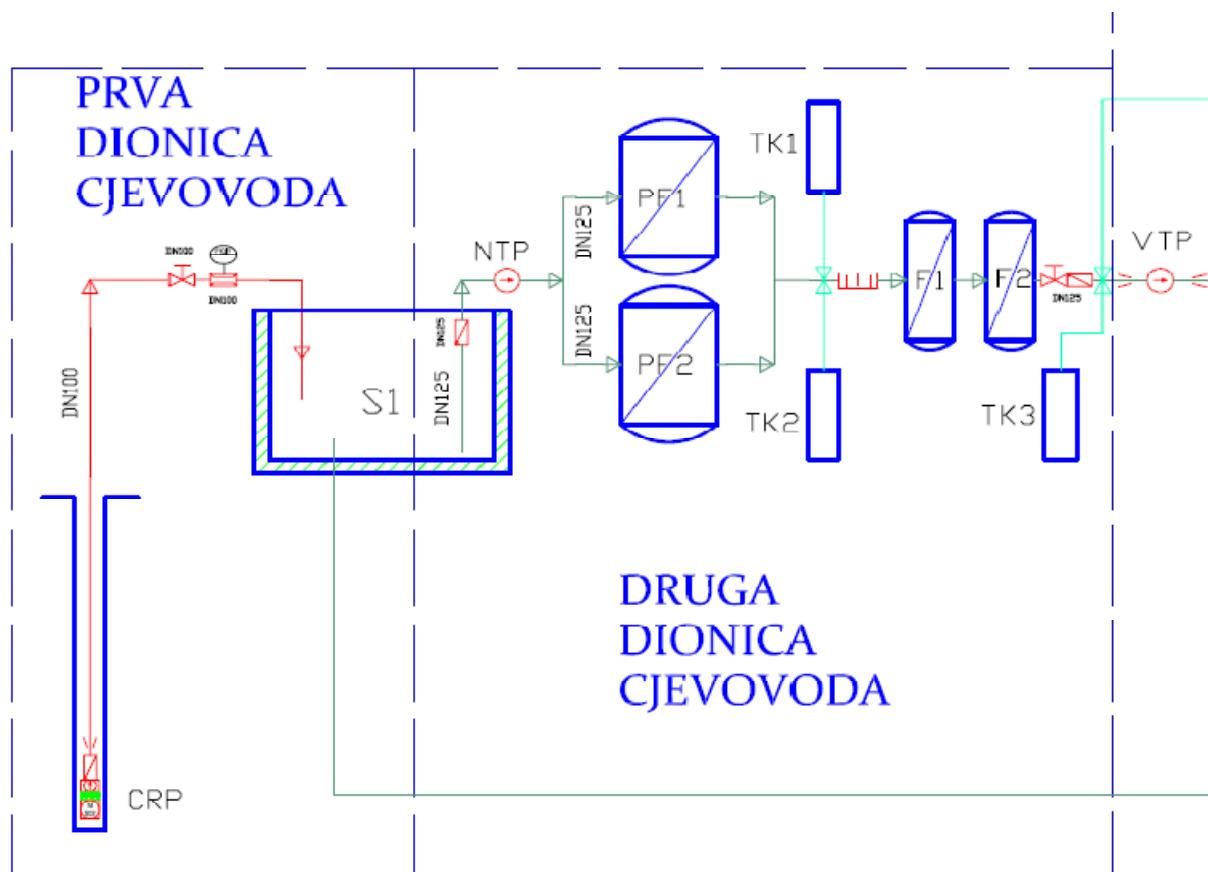 PRVA
DIONICA
CJEVOVODA
DN100
DN100
DN100
CRP
S1
DN125
DN125
NTP
DN125
DN125
PF1
PF2
TK1
TK2
F1
F2
DN125
TK3
VTP
DRUGA
DIONICA
CJEVOVODA